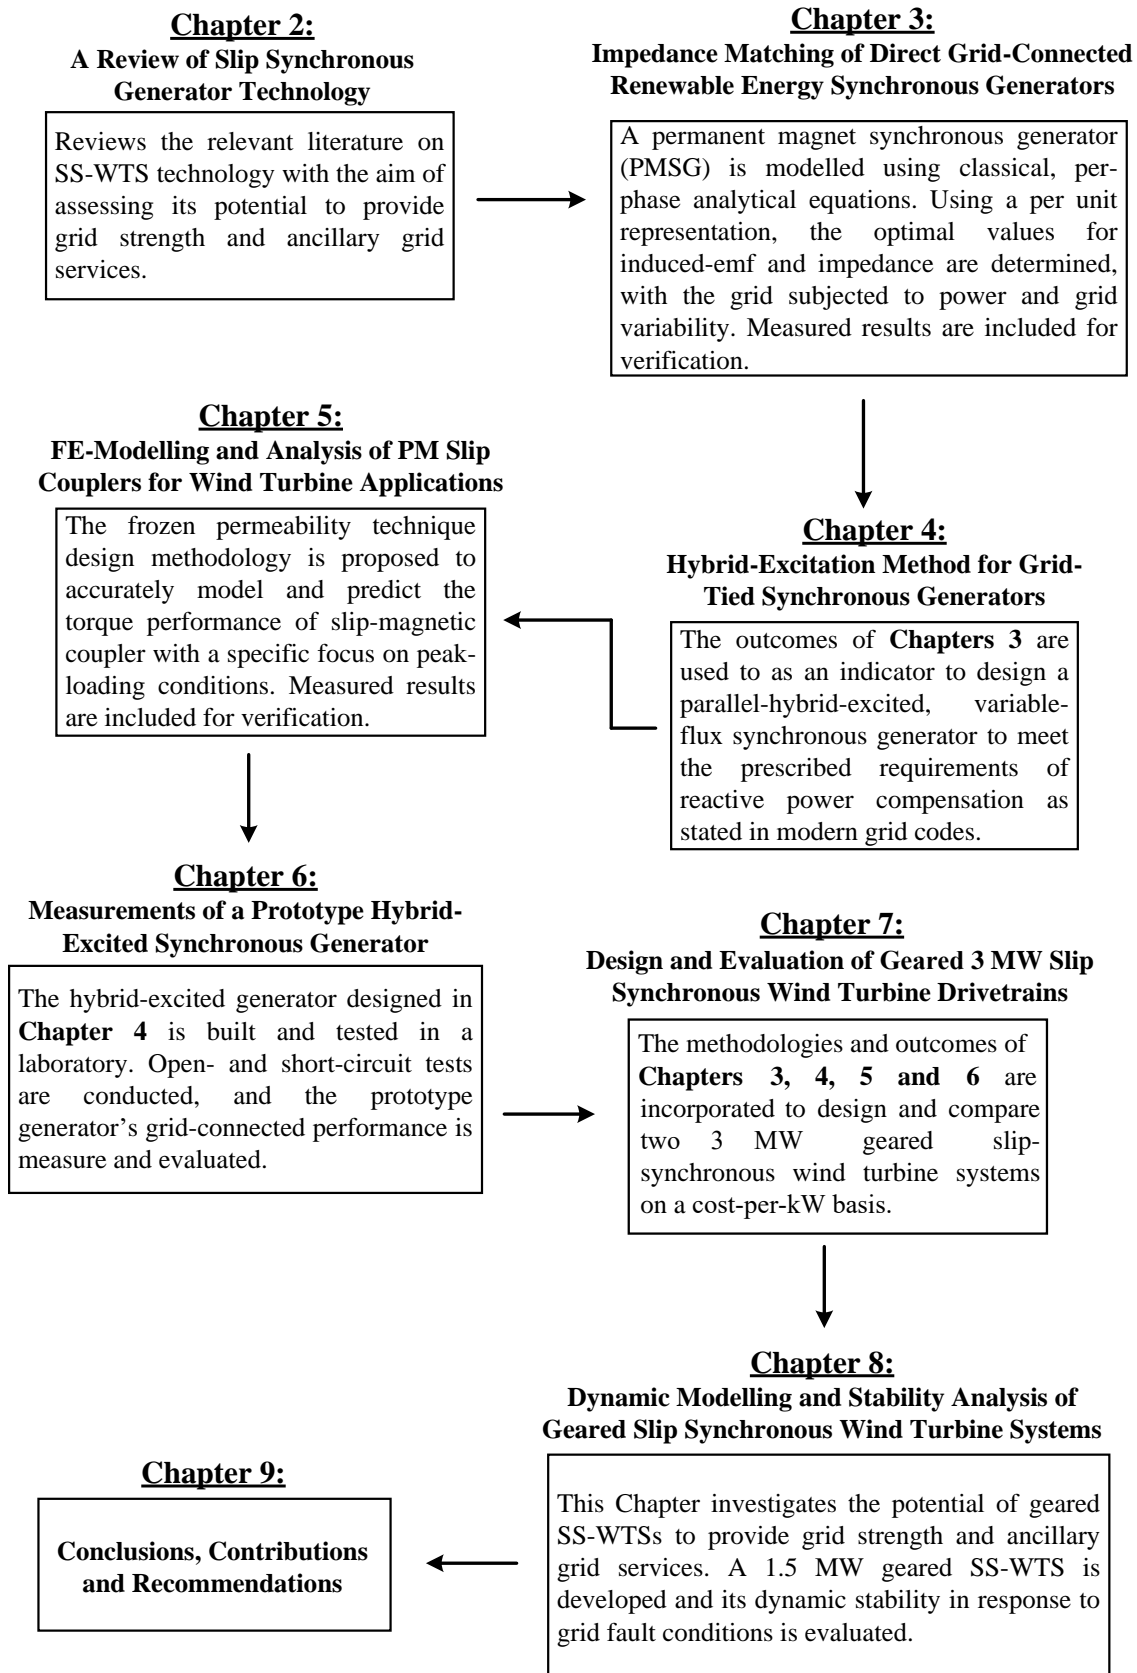 Chapter 2:
A Review of Slip Synchronous
Generator Technology
Reviews the relevant literature on
SS-WTS technology with the aim of
assessing its potential to provide
grid strength and ancillary grid
services.
Chapter 3:
Impedance Matching of Direct Grid-Connected
Renewable Energy Synchronous Generators
A permanent magnet synchronous generator
(PMSG) is modelled using classical, per-
phase analytical equations. Using a per unit
representation, the optimal values for
induced-emf and impedance are determined,
with the grid subjected to power and grid
variability. Measured results are included for
verification.
Chapter 4:
Hybrid-Excitation Method for Grid-
Tied Synchronous Generators
The outcomes of Chapters 3 are
used to as an indicator to design a
parallel-hybrid-excited, variable-
flux synchronous generator to meet
the prescribed requirements of
reactive power compensation as
stated in modern grid codes.
Chapter 5:
FE-Modelling and Analysis of PM Slip
Couplers for Wind Turbine Applications
The frozen permeability technique
design methodology is proposed to
accurately model and predict the
torque performance of slip-magnetic
coupler with a specific focus on peak-
loading conditions. Measured results
are included for verification.
Chapter 6:
Measurements of a Prototype Hybrid-
Excited Synchronous Generator
The hybrid-excited generator designed in
Chapter 4 is built and tested in a
laboratory. Open- and short-circuit tests
are conducted, and the prototype
generator's grid-connected performance is
measure and evaluated.
Chapter 7:
Design and Evaluation of Geared 3 MW Slip
Synchronous Wind Turbine Drivetrains
The methodologies and outcomes of
Chapters 3, 4, 5 and 6 are
incorporated to design and compare
two 3 MW geared slip-
synchronous wind turbine systems
on a cost-per-kW basis.
Chapter 8:
Dynamic Modelling and Stability Analysis of
Geared Slip Synchronous Wind Turbine Systems
This Chapter investigates the potential of geared
SS-WTSs to provide grid strength and ancillary
grid services. A 1.5 MW geared SS-WTS is
developed and its dynamic stability in response to
grid fault conditions is evaluated.
Chapter 9:
Conclusions, Contributions
and Recommendations